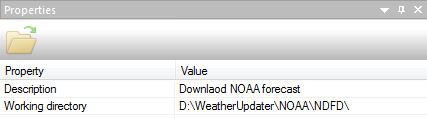 Properties
Property Value
Description Downlaod NOAA forecast
Working directory D:\WeatherUpdater\NOAA\NDFD\